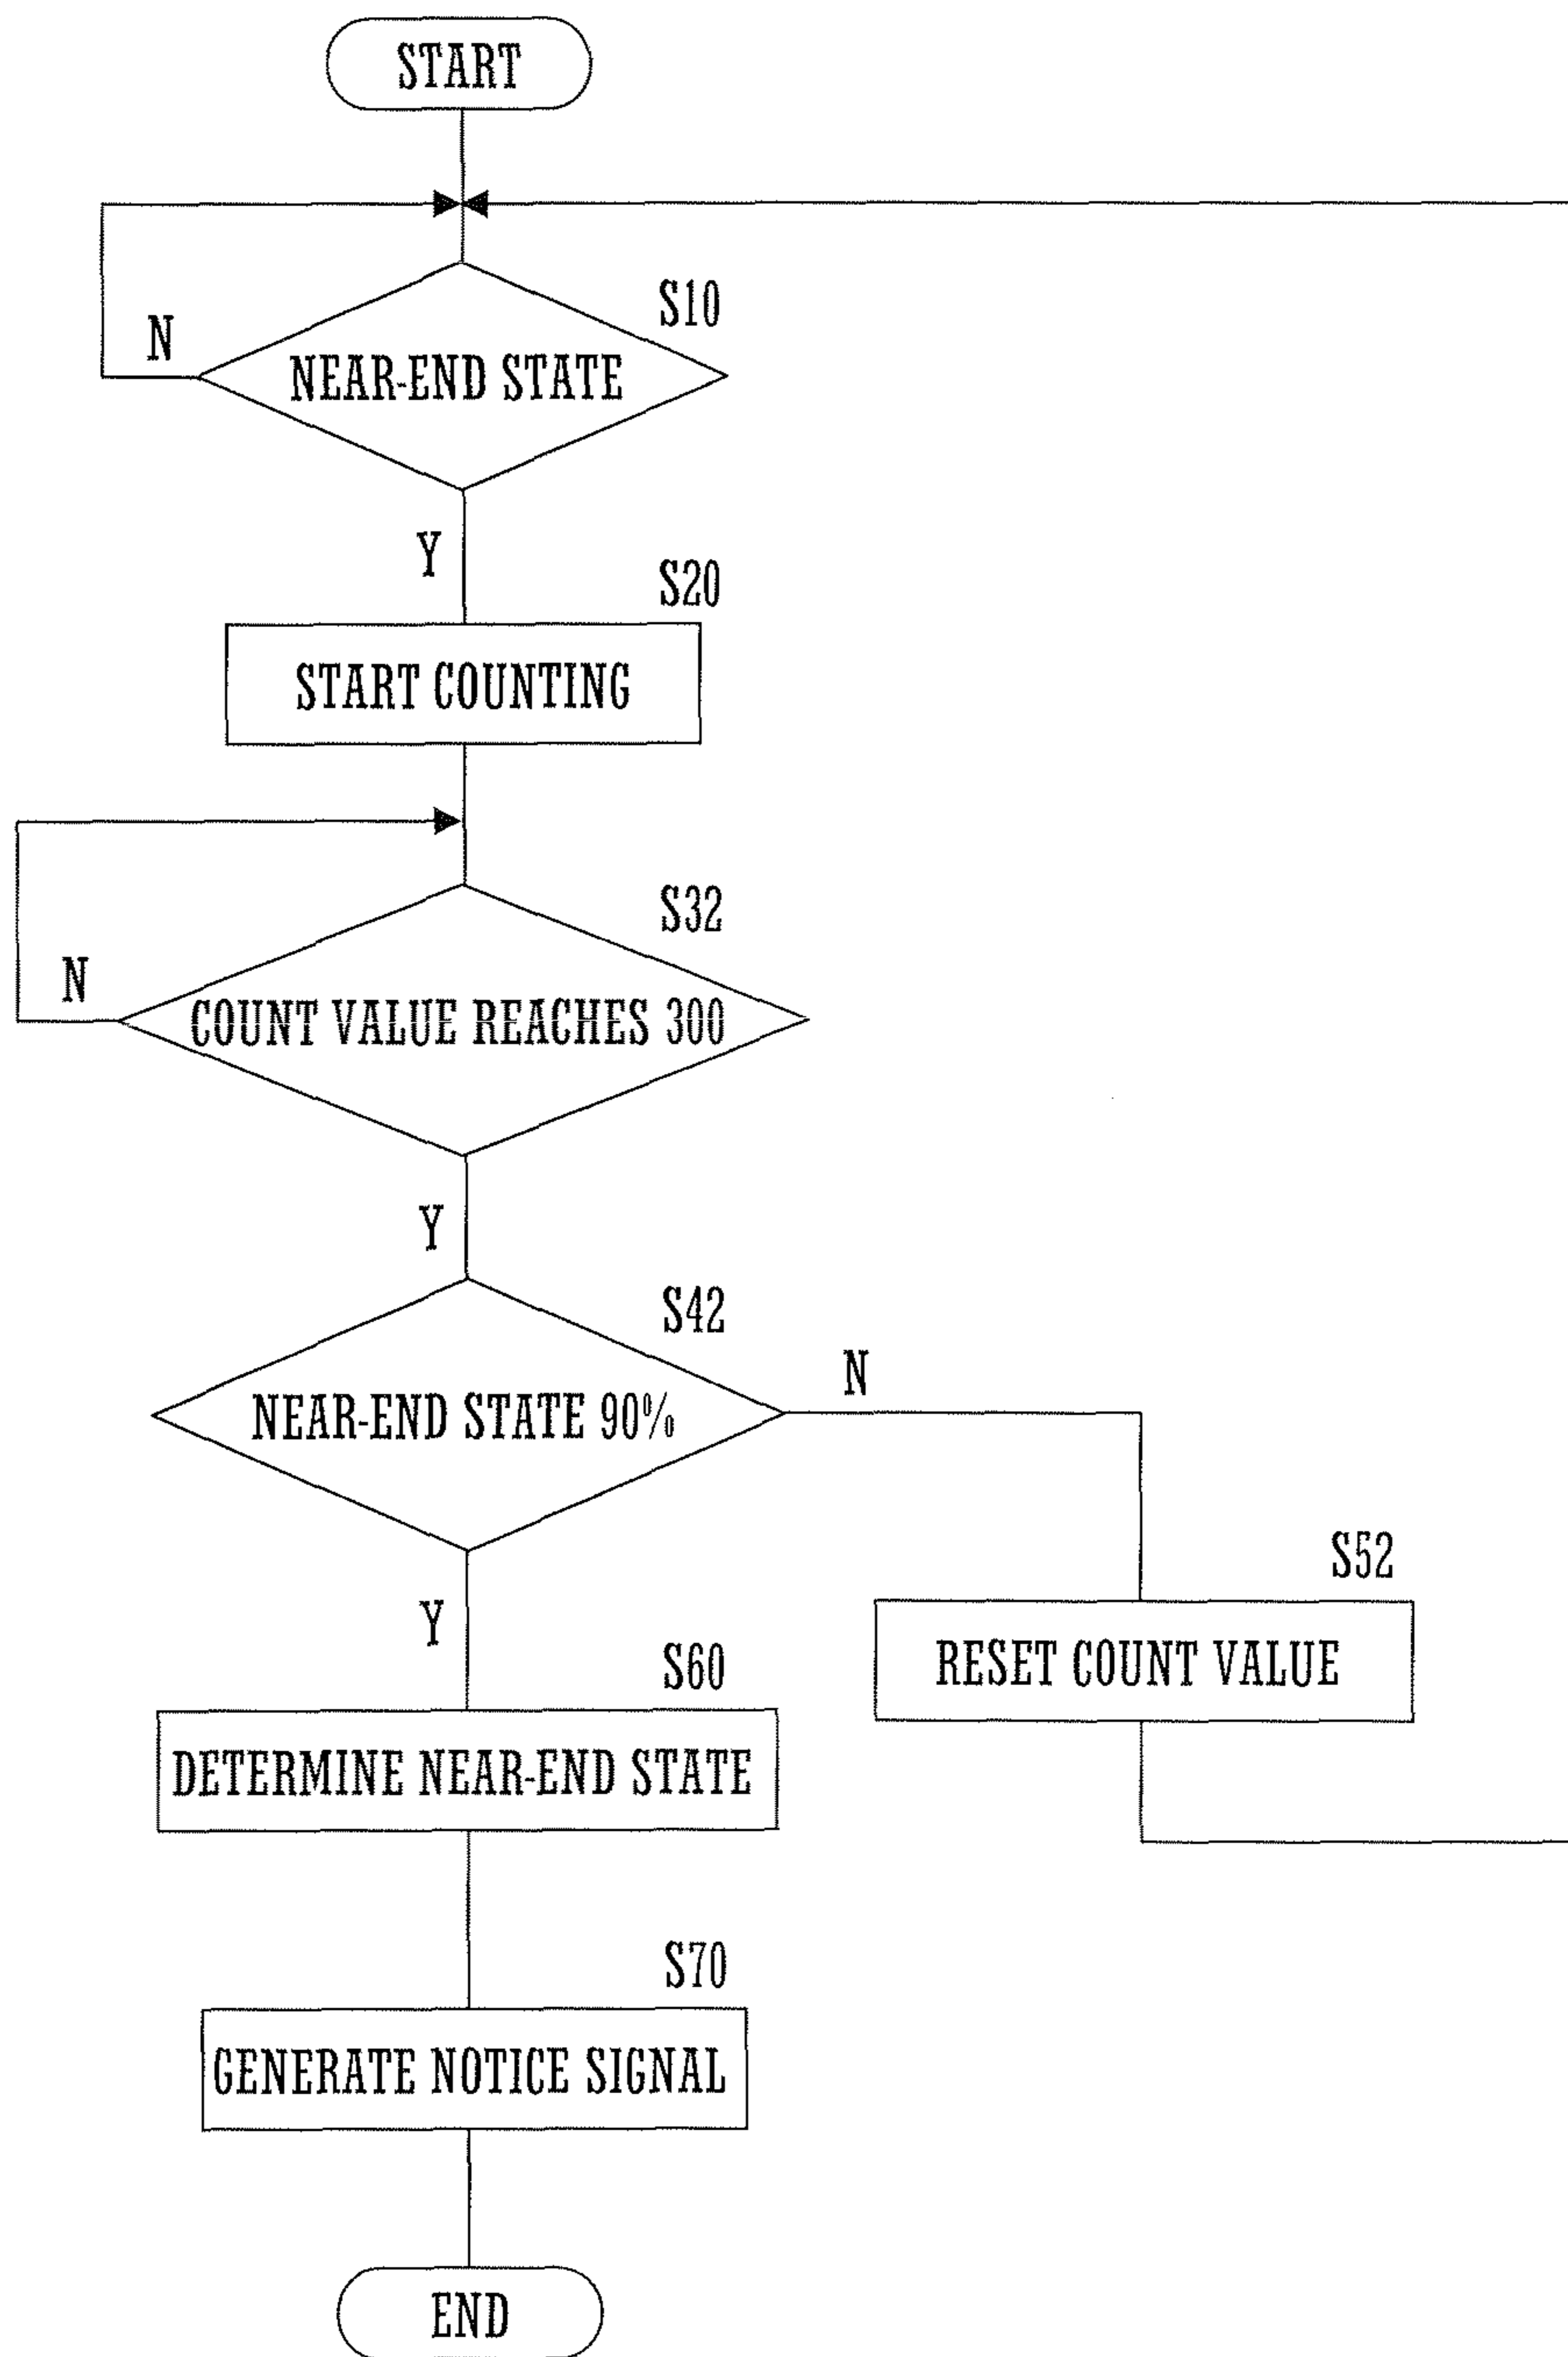 START
S10
N
NEAR-END STATE
Y
S20
START COUNTING
S32
N
COUNT VALUE REACHES 300
Y
S42
N
NEAR-END STATE 90%
S52
Y
RESET COUNT VALUE
S60
DETERMINE NEAR-END STATE
S70
GENERATE NOTICE SIGNAL
END